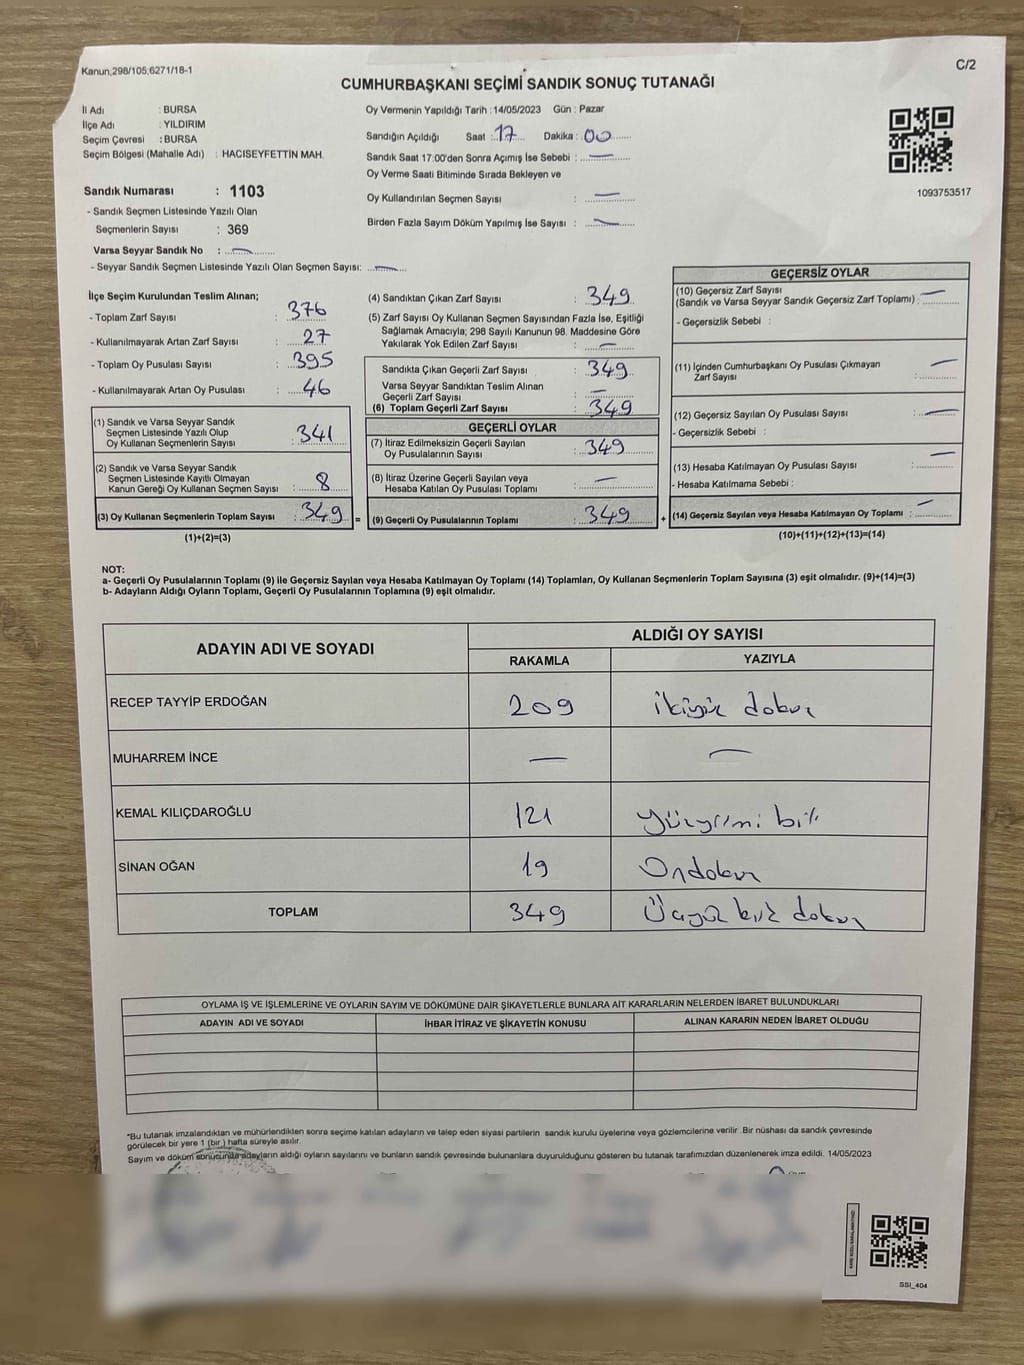 Kanun,298/105;6271/18-1
C/2
CUMHURBAŞKANI SEÇİMİ SANDIK SONUÇ TUTANAĞI
İl Adı : BURSA
İlçe Adı : YILDIRIM
Seçim Çevresi : BURSA
Seçim Bölgesi (Mahalle Adı) : HACISEYFETTİN MAH.
Oy Vermenin Yapıldığı Tarih :14/05/2023 Gün : Pazar
Sandığın Açıldığı Saat : 17 Dakika : 00
Sandık Saat 17:00'den Sonra Açımış İse Sebebi : —
Oy Verme Saati Bitiminde Sırada Bekleyen ve
Oy Kullandırılan Seçmen Sayısı : —
Birden Fazla Sayım Döküm Yapılmış İse Sayısı : —
1093753517
Sandık Numarası : 1103
- Sandık Seçmen Listesinde Yazılı Olan
Seçmenlerin Sayısı : 369
Varsa Seyyar Sandık No : —
- Seyyar Sandık Seçmen Listesinde Yazılı Olan Seçmen Sayısı: —
İlçe Seçim Kurulundan Teslim Alınan;
- Toplam Zarf Sayısı : 376
- Kullanılmayarak Artan Zarf Sayısı : 27
- Toplam Oy Pusulası Sayısı : 395
- Kullanılmayarak Artan Oy Pusulası : 46
(1) Sandık ve Varsa Seyyar Sandık
Seçmen Listesinde Yazılı Olup
Oy Kullanan Seçmenlerin Sayısı : 341
(2) Sandık ve Varsa Seyyar Sandık
Seçmen Listesinde Kayıtlı Olmayan
Kanun Gereği Oy Kullanan Seçmen Sayısı : 8
(3) Oy Kullanan Seçmenlerin Toplam Sayısı : 349 =
(1)+(2)=(3)
(4) Sandıktan Çıkan Zarf Sayısı : 349
(5) Zarf Sayısı Oy Kullanan Seçmen Sayısından Fazla İse, Eşitliği
Sağlamak Amacıyla; 298 Sayılı Kanunun 98. Maddesine Göre
Yakılarak Yok Edilen Zarf Sayısı : —
Sandıkta Çıkan Geçerli Zarf Sayısı : 349
Varsa Seyyar Sandıktan Teslim Alınan
Geçerli Zarf Sayısı : —
(6) Toplam Geçerli Zarf Sayısı : 349
GEÇERLİ OYLAR
(7) İtiraz Edilmeksizin Geçerli Sayılan
Oy Pusulalarının Sayısı : 349
(8) İtiraz Üzerine Geçerli Sayılan veya
Hesaba Katılan Oy Pusulası Toplamı : —
(9) Geçerli Oy Pusulalarının Toplamı : 349 +
GEÇERSİZ OYLAR
(10) Geçersiz Zarf Sayısı
(Sandık ve Varsa Seyyar Sandık Geçersiz Zarf Toplamı) : —
- Geçersizlik Sebebi :
(11) İçinden Cumhurbaşkanı Oy Pusulası Çıkmayan
Zarf Sayısı : —
(12) Geçersiz Sayılan Oy Pusulası Sayısı : —
- Geçersizlik Sebebi :
(13) Hesaba Katılmayan Oy Pusulası Sayısı : —
- Hesaba Katılmama Sebebi :
(14) Geçersiz Sayılan veya Hesaba Katılmayan Oy Toplamı : —
(10)+(11)+(12)+(13)=(14)
NOT:
a- Geçerli Oy Pusulalarının Toplamı (9) ile Geçersiz Sayılan veya Hesaba Katılmayan Oy Toplamı (14) Toplamları, Oy Kullanan Seçmenlerin Toplam Sayısına (3) eşit olmalıdır. (9)+(14)=(3)
b- Adayların Aldığı Oyların Toplamı, Geçerli Oy Pusulalarının Toplamına (9) eşit olmalıdır.
ADAYIN ADI VE SOYADI ALDIĞI OY SAYISI
RAKAMLA YAZIYLA
RECEP TAYYİP ERDOĞAN 209 ikiyüz dokuz
MUHARREM İNCE — —
KEMAL KILIÇDAROĞLU 121 yüzyirmi bir
SİNAN OĞAN 19 Ondokuz
TOPLAM 349 Üçyüz kırk dokuz
OYLAMA İŞ VE İŞLEMLERİNE VE OYLARIN SAYIM VE DÖKÜMÜNE DAİR ŞİKAYETLERLE BUNLARA AİT KARARLARIN NELERDEN İBARET BULUNDUKLARI
ADAYIN ADI VE SOYADI İHBAR İTİRAZ VE ŞİKAYETİN KONUSU ALINAN KARARIN NEDEN İBARET OLDUĞU
*Bu tutanak imzalandıktan ve mühürlendikten sonra seçime katılan adayların ve talep eden siyasi partilerin sandık kurulu üyelerine veya gözlemcilerine verilir .Bir nüshası da sandık çevresinde
görülecek bir yere 1 (bir ) hafta süreyle asılır.
Sayım ve döküm sonucunda adayların aldığı oyların sayılarını ve bunların sandık çevresinde bulunanlara duyurulduğunu gösteren bu tutanak tarafımızdan düzenlenerek imza edildi. 14/05/2023
SSI_404